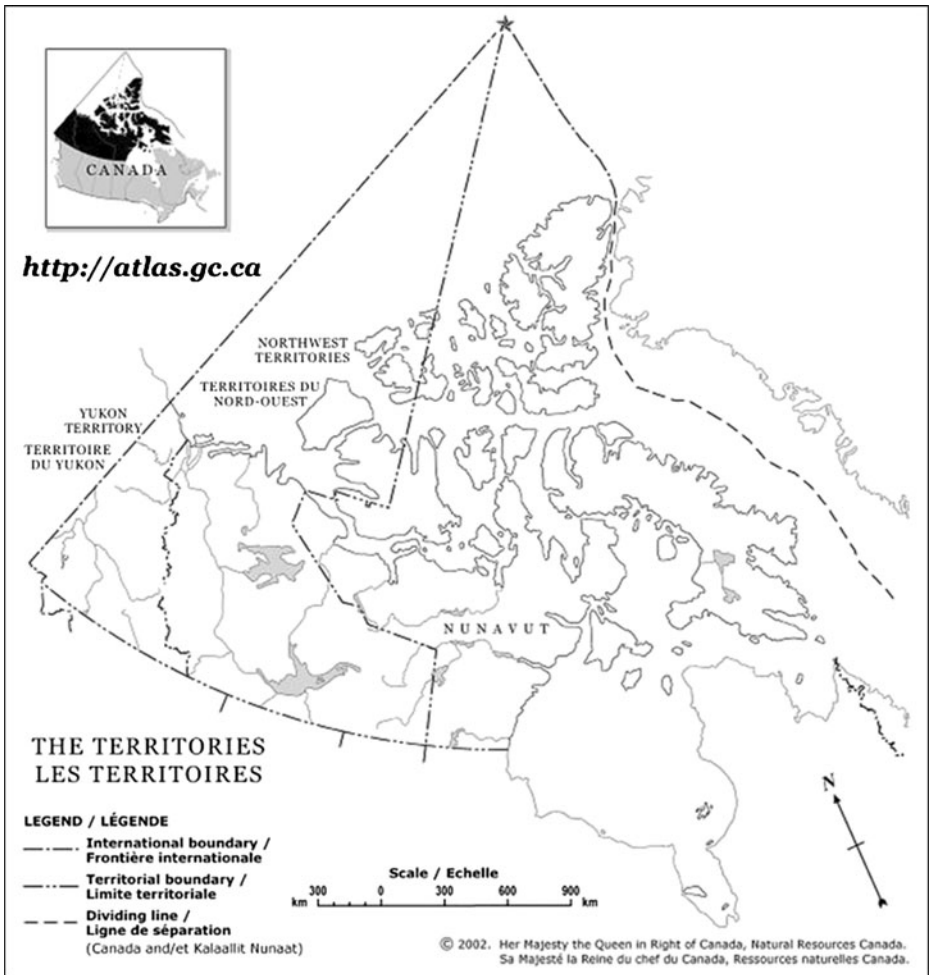 CANADA
http://atlas.gc.ca
NORTHWEST
TERRITORIES
TERRITOIRES DU
NORD-OUEST
YUKON
TERRITORY
TERRITOIRE
DU YUKON
NUNAVUT
THE TERRITORIES
LES TERRITOIRES
N
LEGEND / LÉGENDE
International boundary /
Frontière internationale
Territorial boundary /
Limite territoriale
Dividing line /
Ligne de séparation
(Canada and/et Kalaallit Nunaat)
Scale / Echelle
300 0 300 600 900
km km
© 2002. Her Majesty the Queen in Right of Canada, Natural Resources Canada.
Sa Majesté la Reine du chef du Canada, Ressources naturelles Canada.